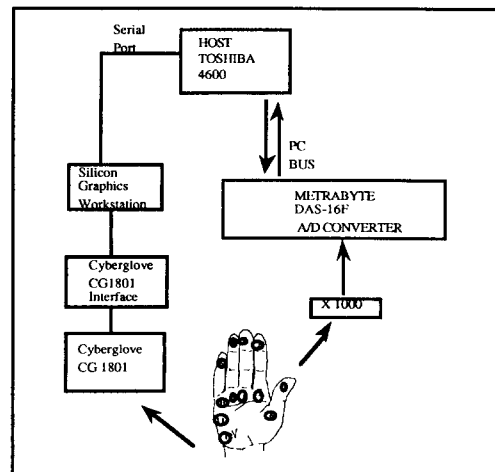 Serial
Port
HOST
TOSHIBA
4600
PC
BUS
Silicon
Graphics
Workstation
METRABYTE
DAS-16F
A/D CONVERTER
Cyberglove
CG1801
Interface
X 1000
Cyberglove
CG 1801